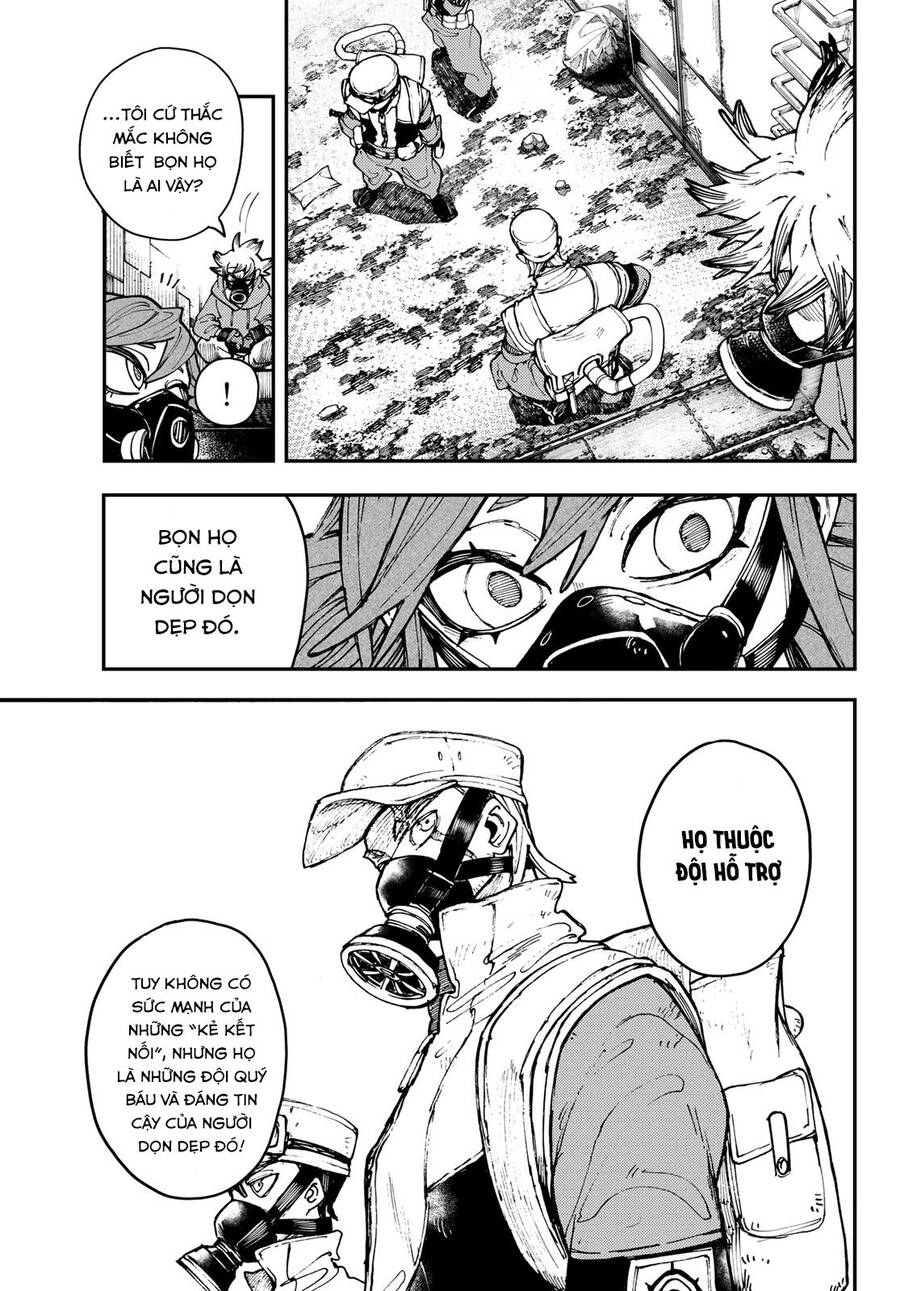 ...TÔI CỨ THẮC
MẮC KHÔNG
BIẾT BỌN HỌ
LÀ AI VẬY?
!
BỌN HỌ
CŨNG LÀ
NGƯỜI DỌN
DẸP ĐÓ.
HỌ THUỘC
ĐỘI HỖ TRỢ
TUY KHÔNG CÓ
SỨC MẠNH CỦA
NHỮNG "KẺ KẾT
NỐI", NHƯNG HỌ
LÀ NHỮNG ĐỘI QUÝ
BÁU VÀ ĐÁNG TIN
CẬY CỦA NGƯỜI
DỌN DẸP ĐÓ!